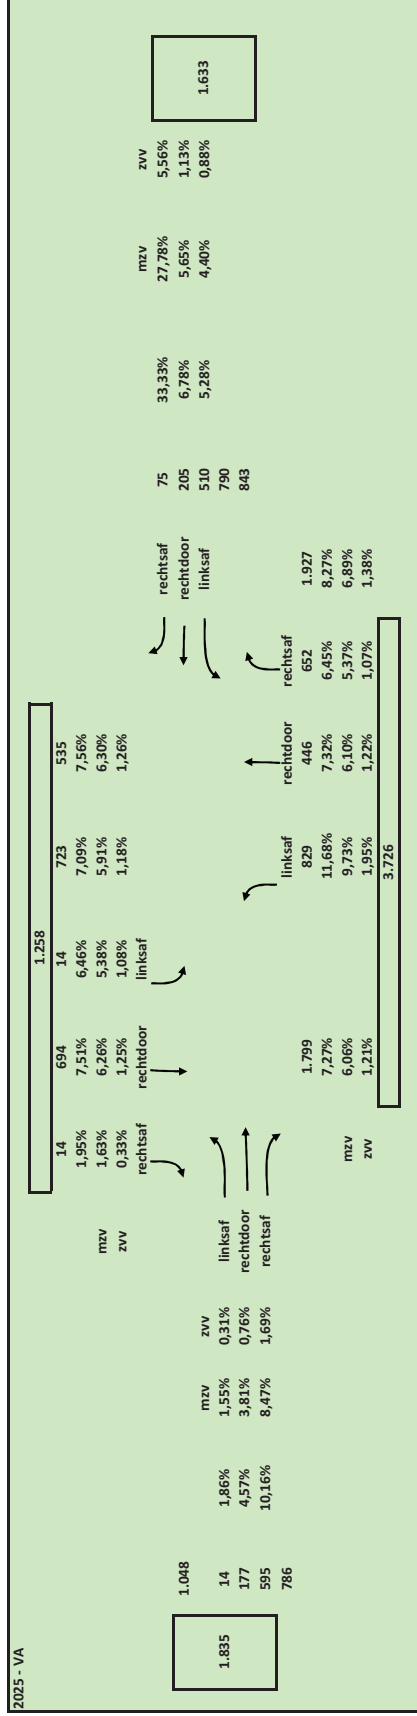 2025 - VA
1.258
14 694 14 723 535
1,95% 7,51% 6,46% 7,09% 7,56%
mzv 1,63% 6,26% 5,38% 5,91% 6,30%
zvv 0,33% 1,25% 1,08% 1,18% 1,26%
rechtsaf rechtdoor linksaf mzv zvv
rechtsaf 75 33,33% 27,78% 5,56%
1.048 rechtdoor 205 6,78% 5,65% 1,13%
mzv zvv linksaf 510 5,28% 4,40% 0,88% 1.633
1.835 14 1,86% 1,55% 0,31% linksaf 790
177 4,57% 3,81% 0,76% rechtdoor 843
595 10,16% 8,47% 1,69% rechtsaf
786 linksaf rechtdoor rechtsaf
1.799 829 446 652 1.927
7,27% 11,68% 7,32% 6,45% 8,27%
mzv 6,06% 9,73% 6,10% 5,37% 6,89%
zvv 1,21% 1,95% 1,22% 1,07% 1,38%
3.726